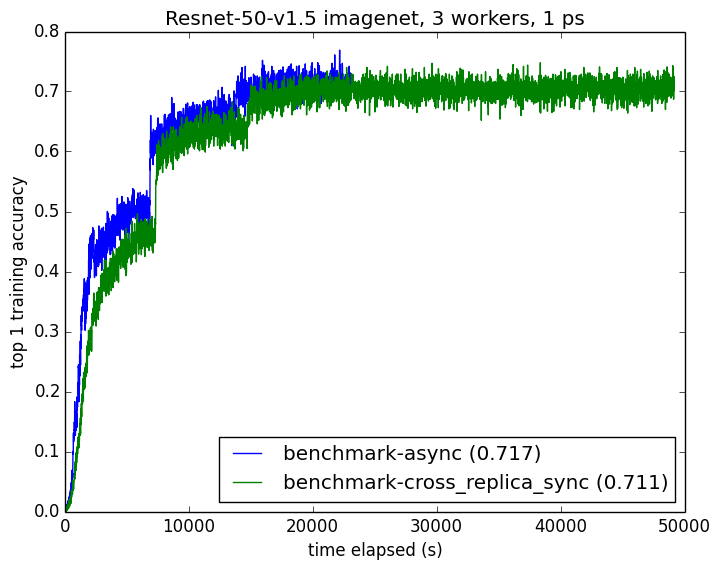 Resnet-50-v1.5 imagenet, 3 workers, 1 ps
0.8
0.7
0.6
0.5
0.4
0.3
0.2
0.1
0.0
top 1 training accuracy
benchmark-async (0.717)
benchmark-cross_replica_sync (0.711)
0 10000 20000 30000 40000 50000
time elapsed (s)